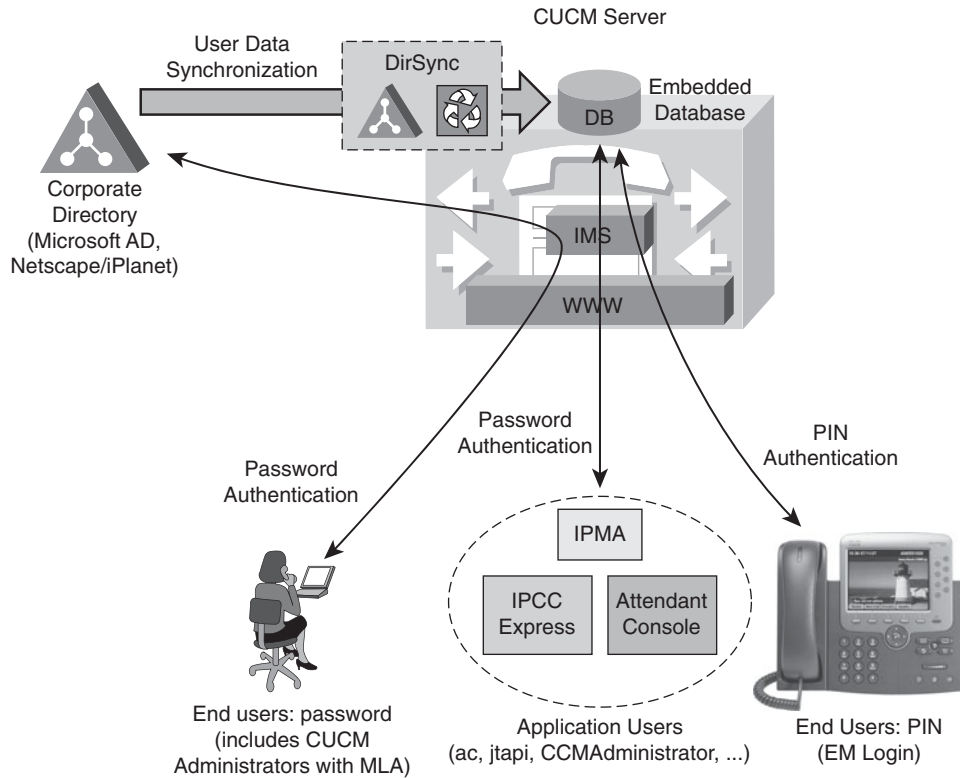 CUCM Server
User Data
Synchronization
DirSync
DB
Embedded
Database
Corporate
Directory
(Microsoft AD,
Netscape/iPlanet)
IMS
WWW
Password
Authentication
Password
Authentication
PIN
Authentication
IPMA
IPCC
Express
Attendant
Console
End users: password
(includes CUCM
Administrators with MLA)
Application Users
(ac, jtapi, CCMAdministrator, ...)
End Users: PIN
(EM Login)